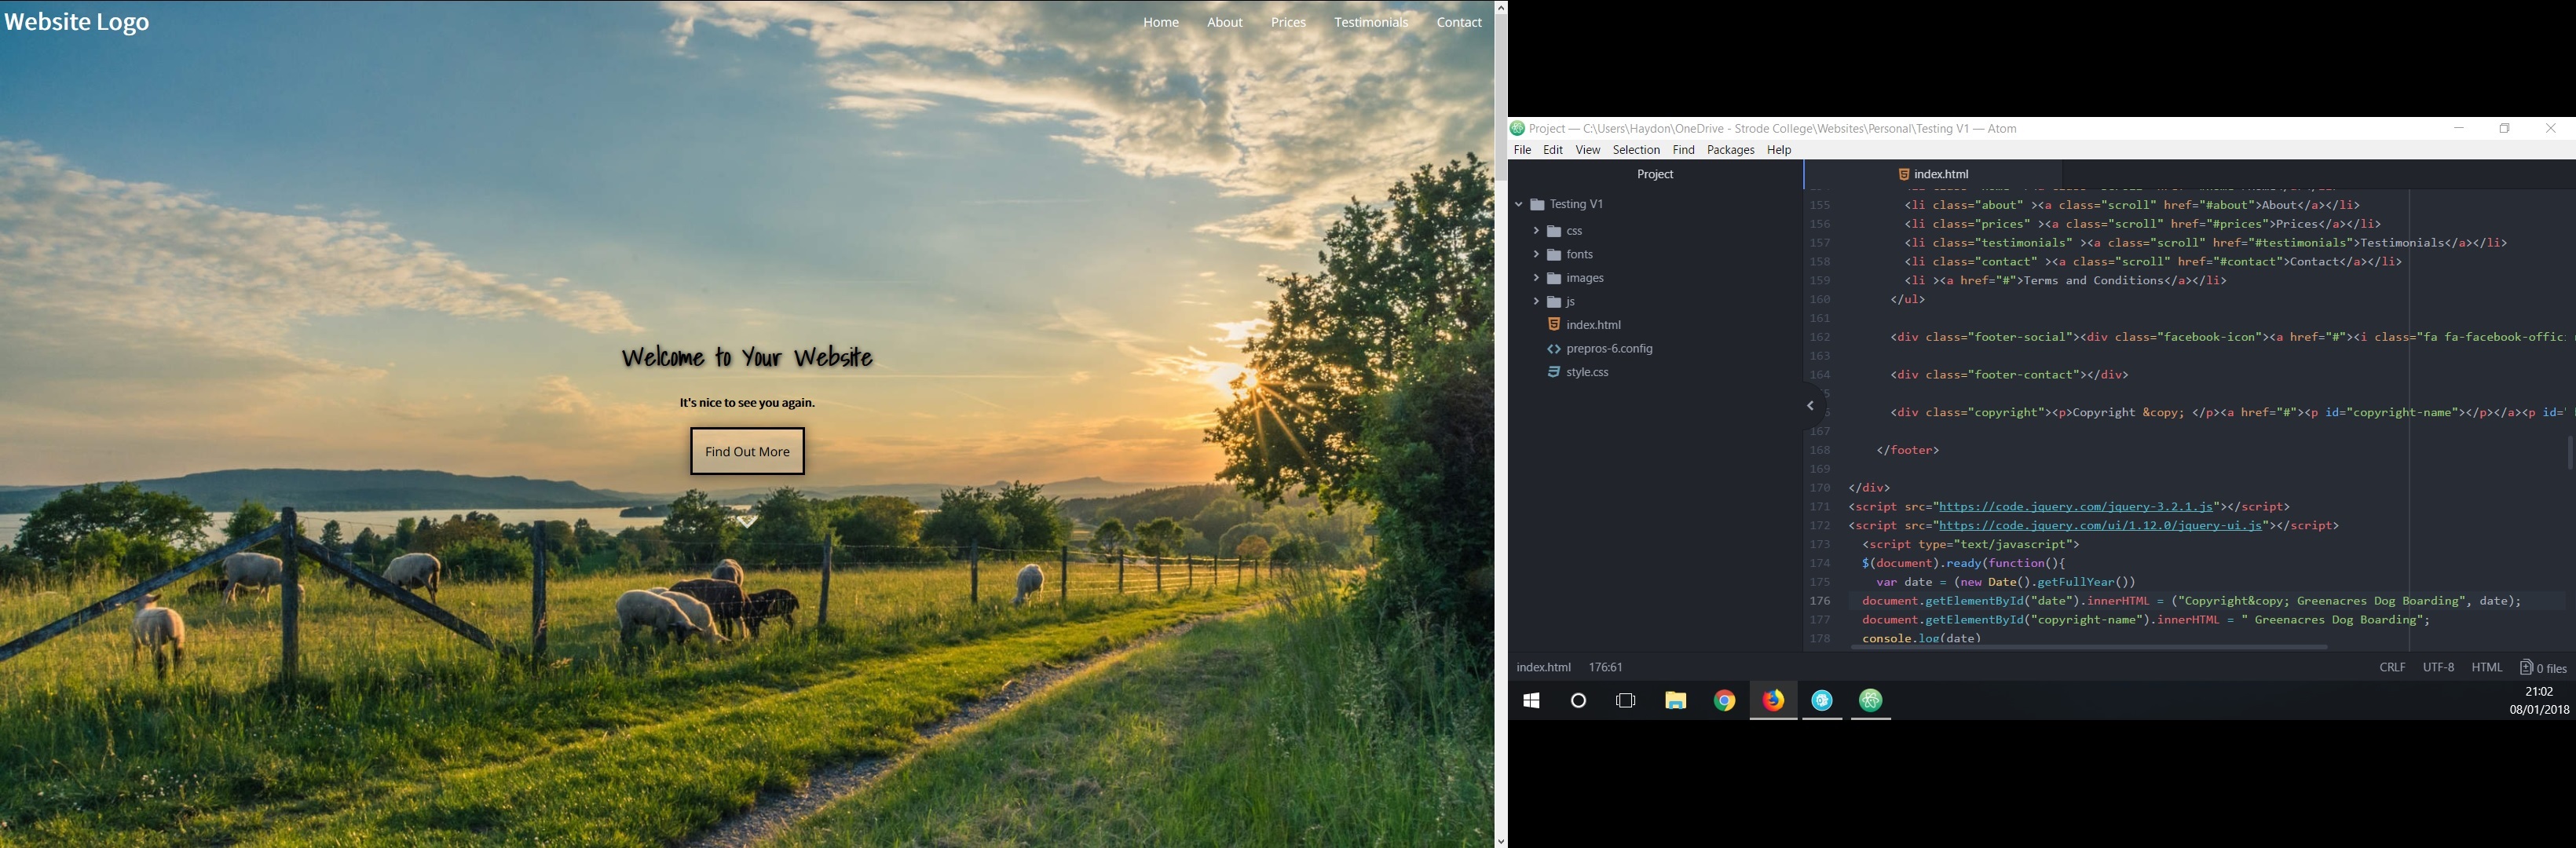 Website Logo
Home About Prices Testimonials Contact
Welcome to Your Website
It's nice to see you again.
Find Out More
Project — C:\Users\Haydon\OneDrive - Strode College\Websites\Personal\Testing V1 — Atom
File Edit View Selection Find Packages Help
Project
index.html
Testing V1
css
fonts
images
js
index.html
prepros-6.config
style.css
155 <li class="about" ><a class="scroll" href="#about">About</a></li>
156 <li class="prices" ><a class="scroll" href="#prices">Prices</a></li>
157 <li class="testimonials" ><a class="scroll" href="#testimonials">Testimonials</a></li>
158 <li class="contact" ><a class="scroll" href="#contact">Contact</a></li>
159 <li ><a href="#">Terms and Conditions</a></li>
160 </ul>
161
162 <div class="footer-social"><div class="facebook-icon"><a href="#"><i class="fa fa-facebook-offic
163
164 <div class="footer-contact"></div>
<div class="copyright"><p>Copyright &copy; </p><a href="#"><p id="copyright-name"></p></a><p id="
167
168 </footer>
169
170 </div>
171 <script src="https://code.jquery.com/jquery-3.2.1.js"></script>
172 <script src="https://code.jquery.com/ui/1.12.0/jquery-ui.js"></script>
173 <script type="text/javascript">
174 $(document).ready(function(){
175 var date = (new Date().getFullYear())
176 document.getElementById("date").innerHTML = ("Copyright&copy; Greenacres Dog Boarding", date);
177 document.getElementById("copyright-name").innerHTML = " Greenacres Dog Boarding";
178 console.log(date)
index.html 176:61 CRLF UTF-8 HTML 0 files
21:02
08/01/2018